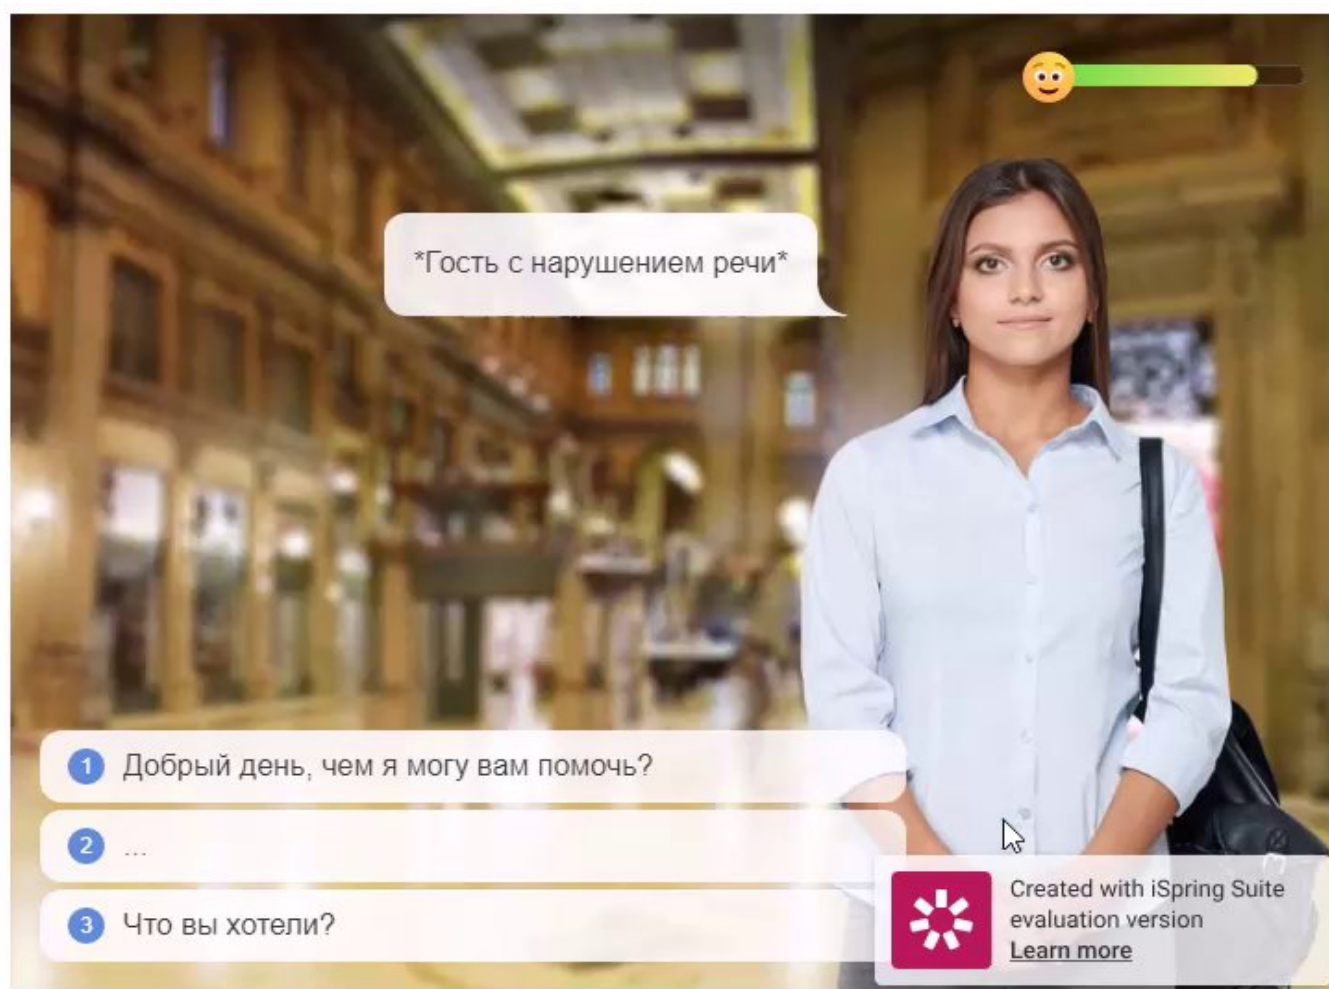 *Гость с нарушением речи*
1 Добрый день, чем я могу вам помочь?
2 ...
3 Что вы хотели?
Created with iSpring Suite
evaluation version
Learn more